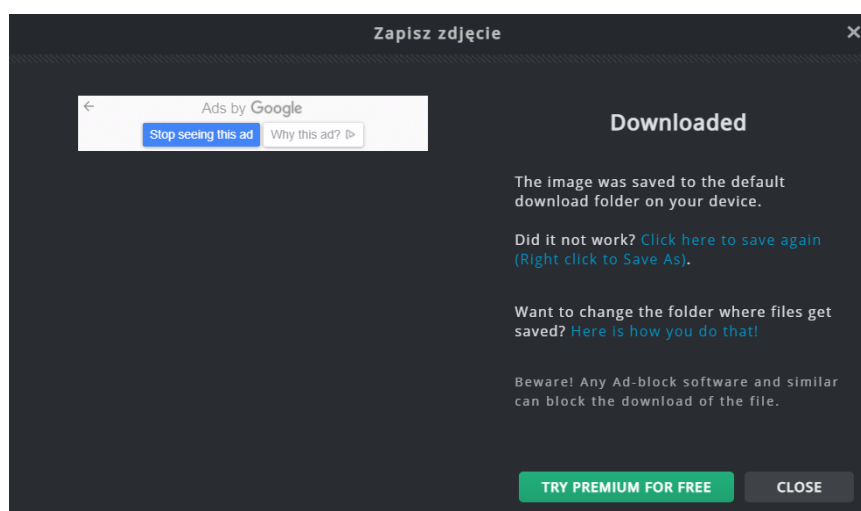 Zapisz zdjęcie
Ads by Google
Stop seeing this ad Why this ad?
Downloaded
The image was saved to the default
download folder on your device.
Did it not work? Click here to save again
(Right click to Save As).
Want to change the folder where files get
saved? Here is how you do that!
Beware! Any Ad-block software and similar
can block the download of the file.
TRY PREMIUM FOR FREE CLOSE